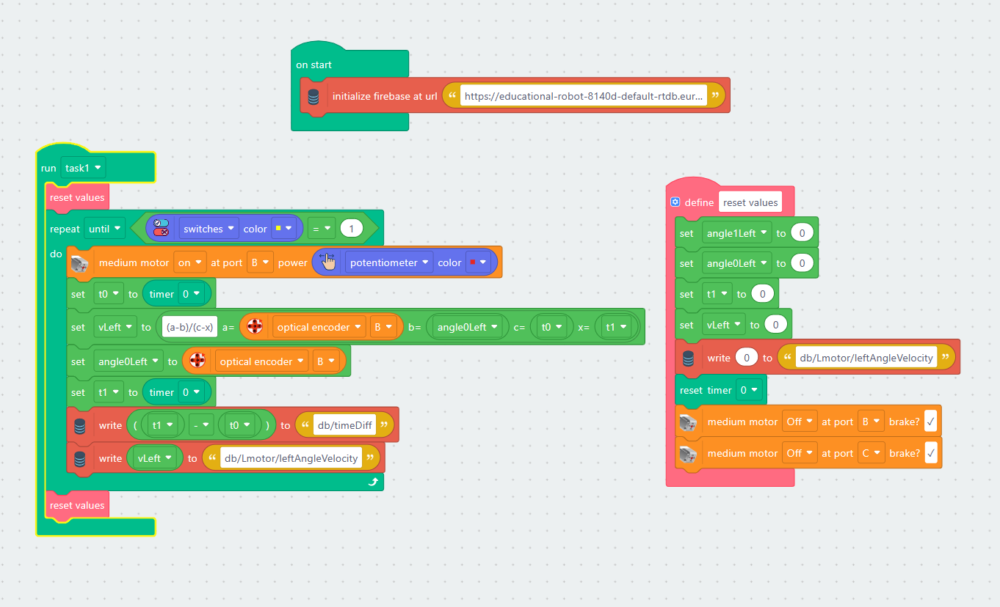 on start
initialize firebase at url “ https://educational-robot-8140d-default-rtdb.eur... ”
run task1
reset values
repeat until switches color = 1
do medium motor on at port B power potentiometer color
set t0 to timer 0
set vLeft to (a-b)/(c-x) a= optical encoder B b= angle0Left c= t0 x= t1
set angle0Left to optical encoder B
set t1 to timer 0
write ( t1 - t0 ) to “ db/timeDiff ”
write vLeft to “ db/Lmotor/leftAngleVelocity ”
reset values
define reset values
set angle1Left to 0
set angle0Left to 0
set t1 to 0
set vLeft to 0
write 0 to “ db/Lmotor/leftAngleVelocity ”
reset timer 0
medium motor Off at port B brake? ✓
medium motor Off at port C brake? ✓